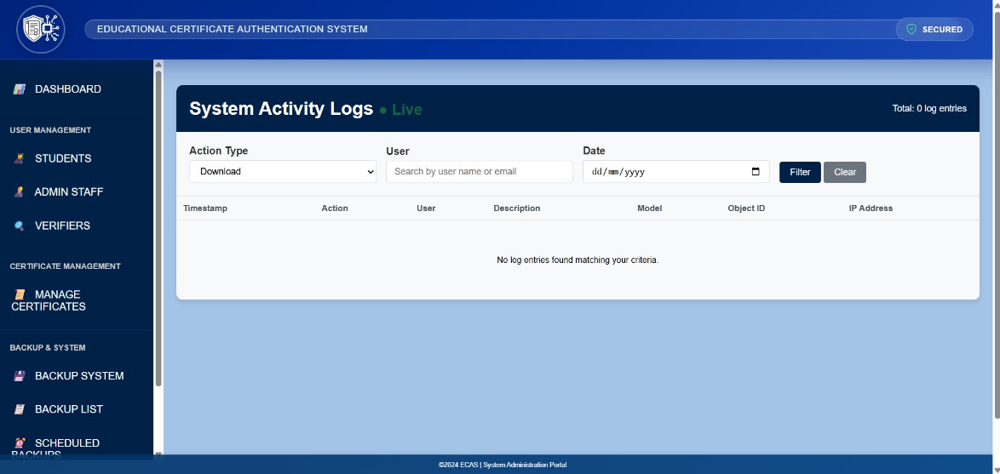 EDUCATIONAL CERTIFICATE AUTHENTICATION SYSTEM
SECURED
DASHBOARD
USER MANAGEMENT
STUDENTS
ADMIN STAFF
VERIFIERS
CERTIFICATE MANAGEMENT
MANAGE
CERTIFICATES
BACKUP & SYSTEM
BACKUP SYSTEM
BACKUP LIST
SCHEDULED
BACKUPS
System Activity Logs ● Live
Total: 0 log entries
Action Type User Date
Download Search by user name or email dd/mm/yyyy Filter Clear
Timestamp Action User Description Model Object ID IP Address
No log entries found matching your criteria.
©2024 ECAS | System Administration Portal